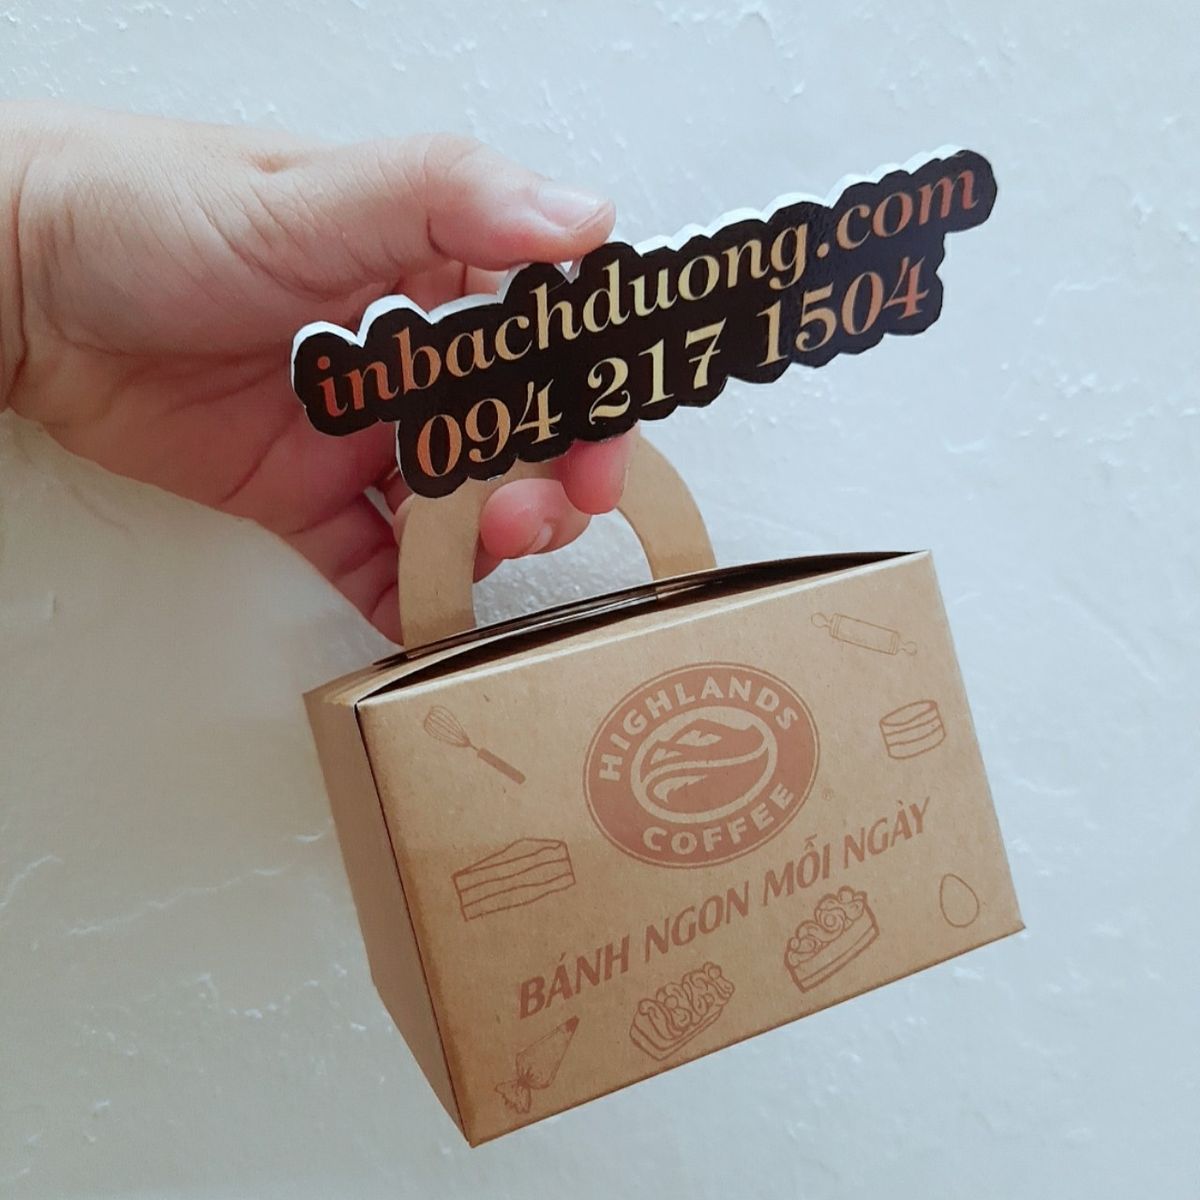 inbachduong.com
094 217 1504
HIGHLANDS
COFFEE
®
BÁNH NGON MỖI NGÀY